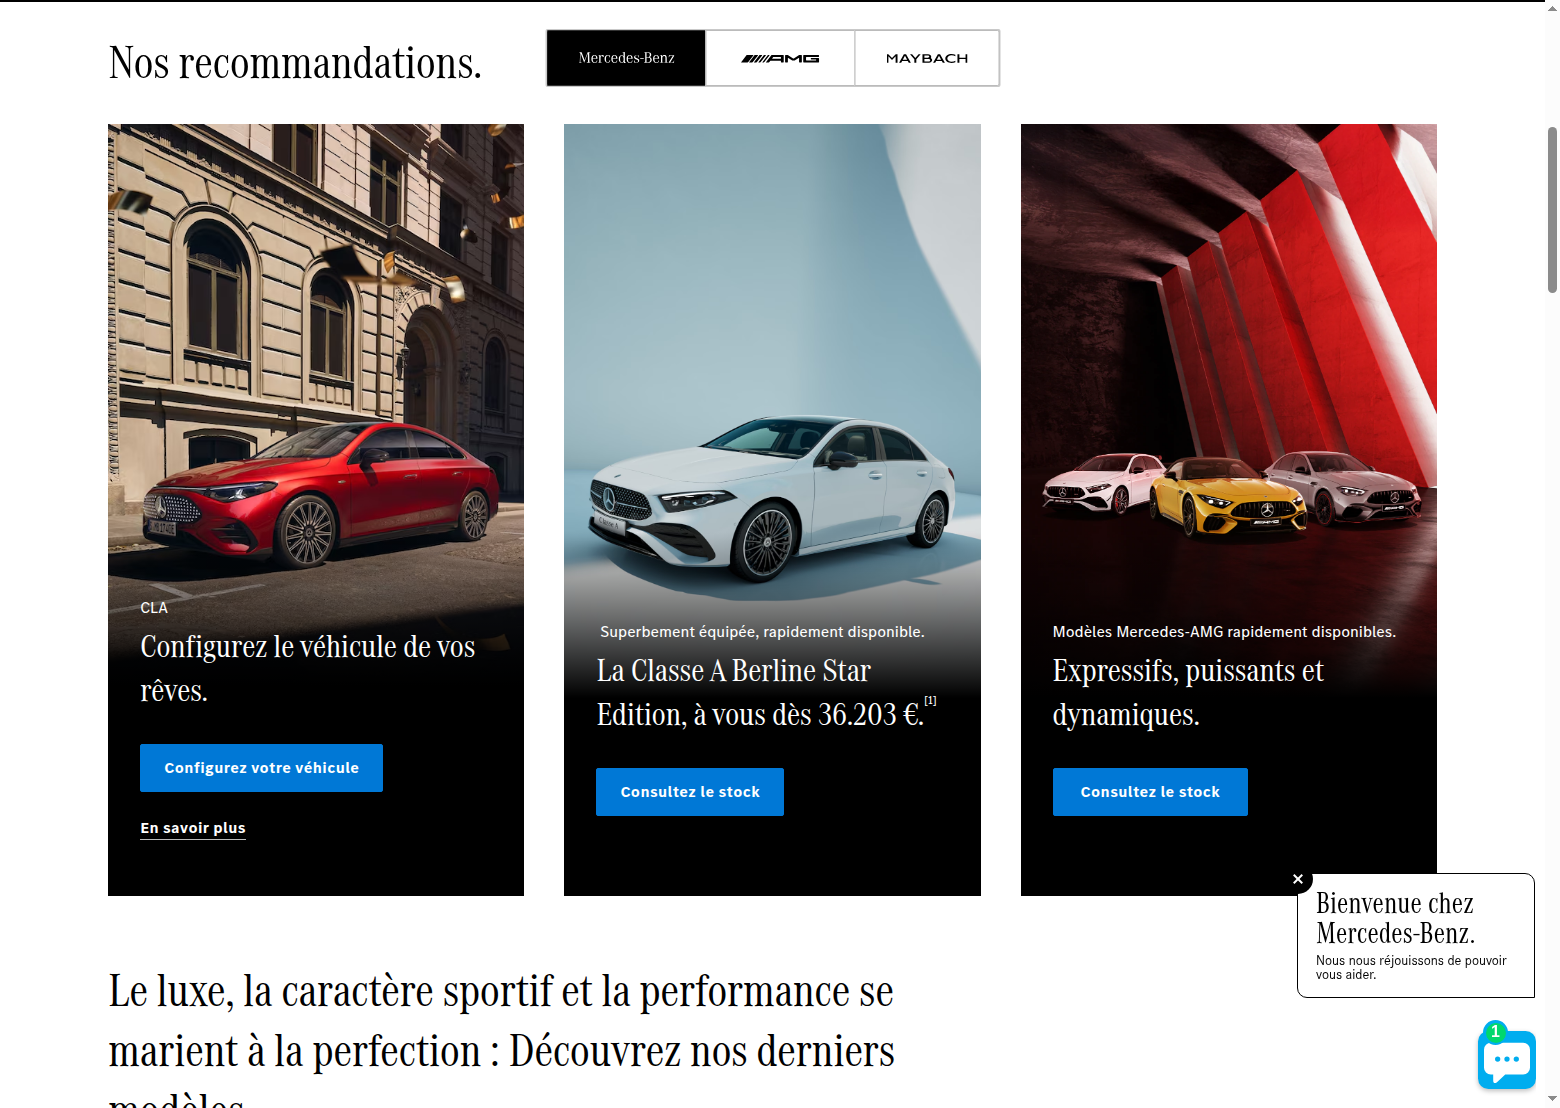 Nos recommandations.
Mercedes-Benz
AMG
MAYBACH
CLA
Configurez le véhicule de vos
rêves.
Configurez votre véhicule
En savoir plus
Superbement équipée, rapidement disponible.
La Classe A Berline Star
Edition, à vous dès 36.203 €.[1]
Consultez le stock
Modèles Mercedes-AMG rapidement disponibles.
Expressifs, puissants et
dynamiques.
Consultez le stock
Bienvenue chez
Mercedes-Benz.
Nous nous réjouissons de pouvoir
vous aider.
1
Le luxe, la caractère sportif et la performance se
marient à la perfection : Découvrez nos derniers
modèles